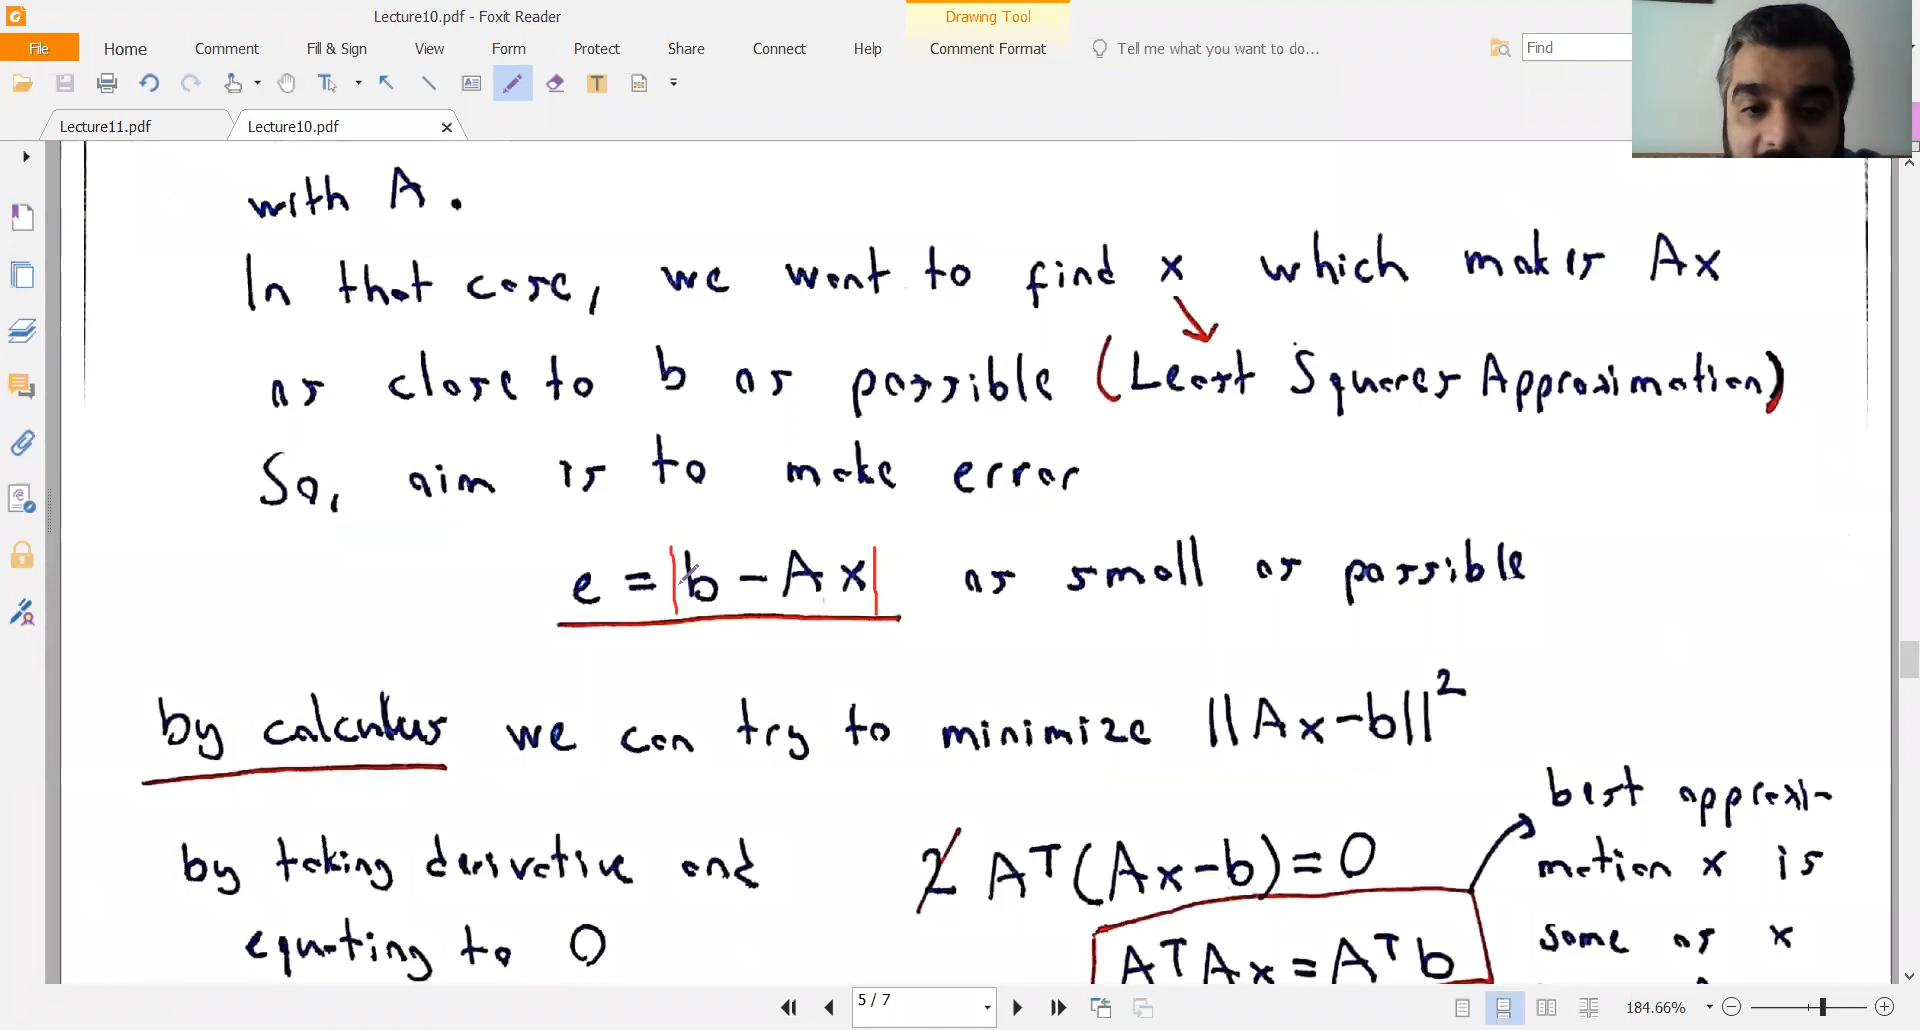 Lecture10.pdf - Foxit Reader
Drawing Tool
File Home Comment Fill & Sign View Form Protect Share Connect Help Comment Format Tell me what you want to do... Find
Lecture11.pdf Lecture10.pdf
with A.
In that case, we want to find x which makes Ax
as close to b as possible (Least Squares Approximation)
So, aim is to make error
e = |b - Ax| as small as possible
by calculus we can try to minimize ||Ax-b||²
by taking derivative and 2 Aᵀ(Ax-b)=0
equating to 0 AᵀAx = Aᵀb
best approxi-
mation x is
same as x
5 / 7
184.66%